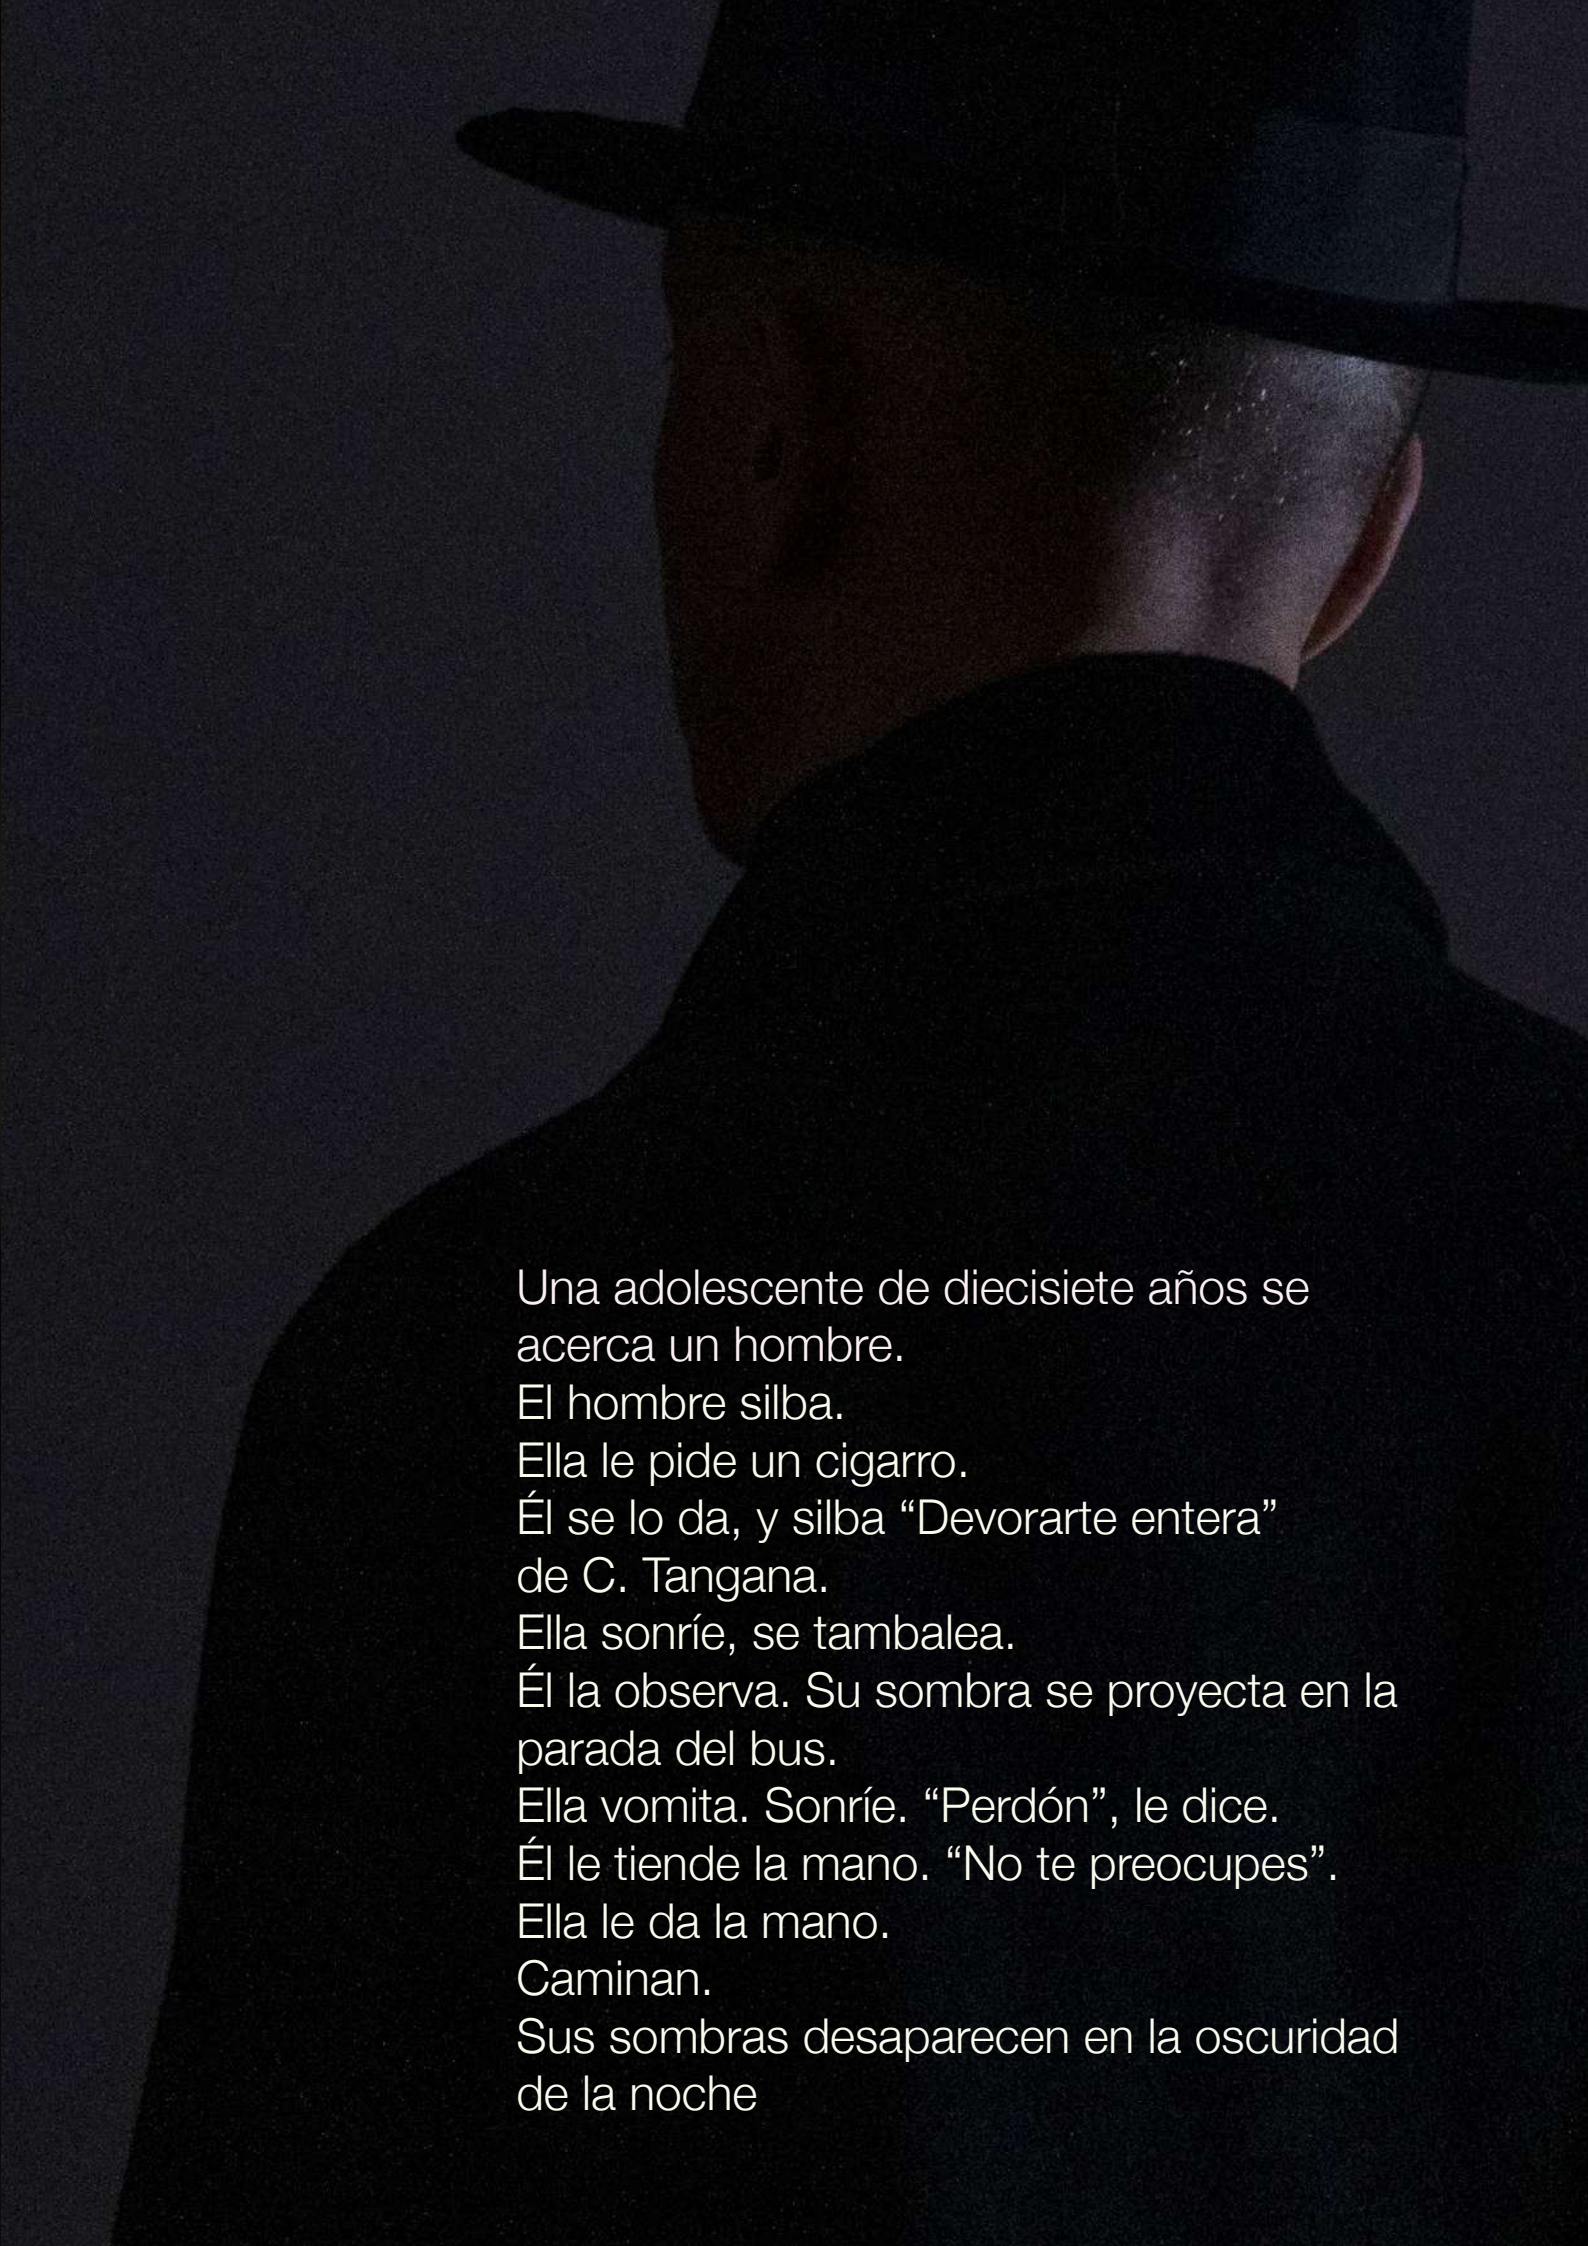 Una adolescente de diecisiete años se
acerca un hombre.
El hombre silba.
Ella le pide un cigarro.
Él se lo da, y silba “Devorarte entera”
de C. Tangana.
Ella sonríe, se tambalea.
Él la observa. Su sombra se proyecta en la
parada del bus.
Ella vomita. Sonríe. “Perdón”, le dice.
Él le tiende la mano. “No te preocupes”.
Ella le da la mano.
Caminan.
Sus sombras desaparecen en la oscuridad
de la noche